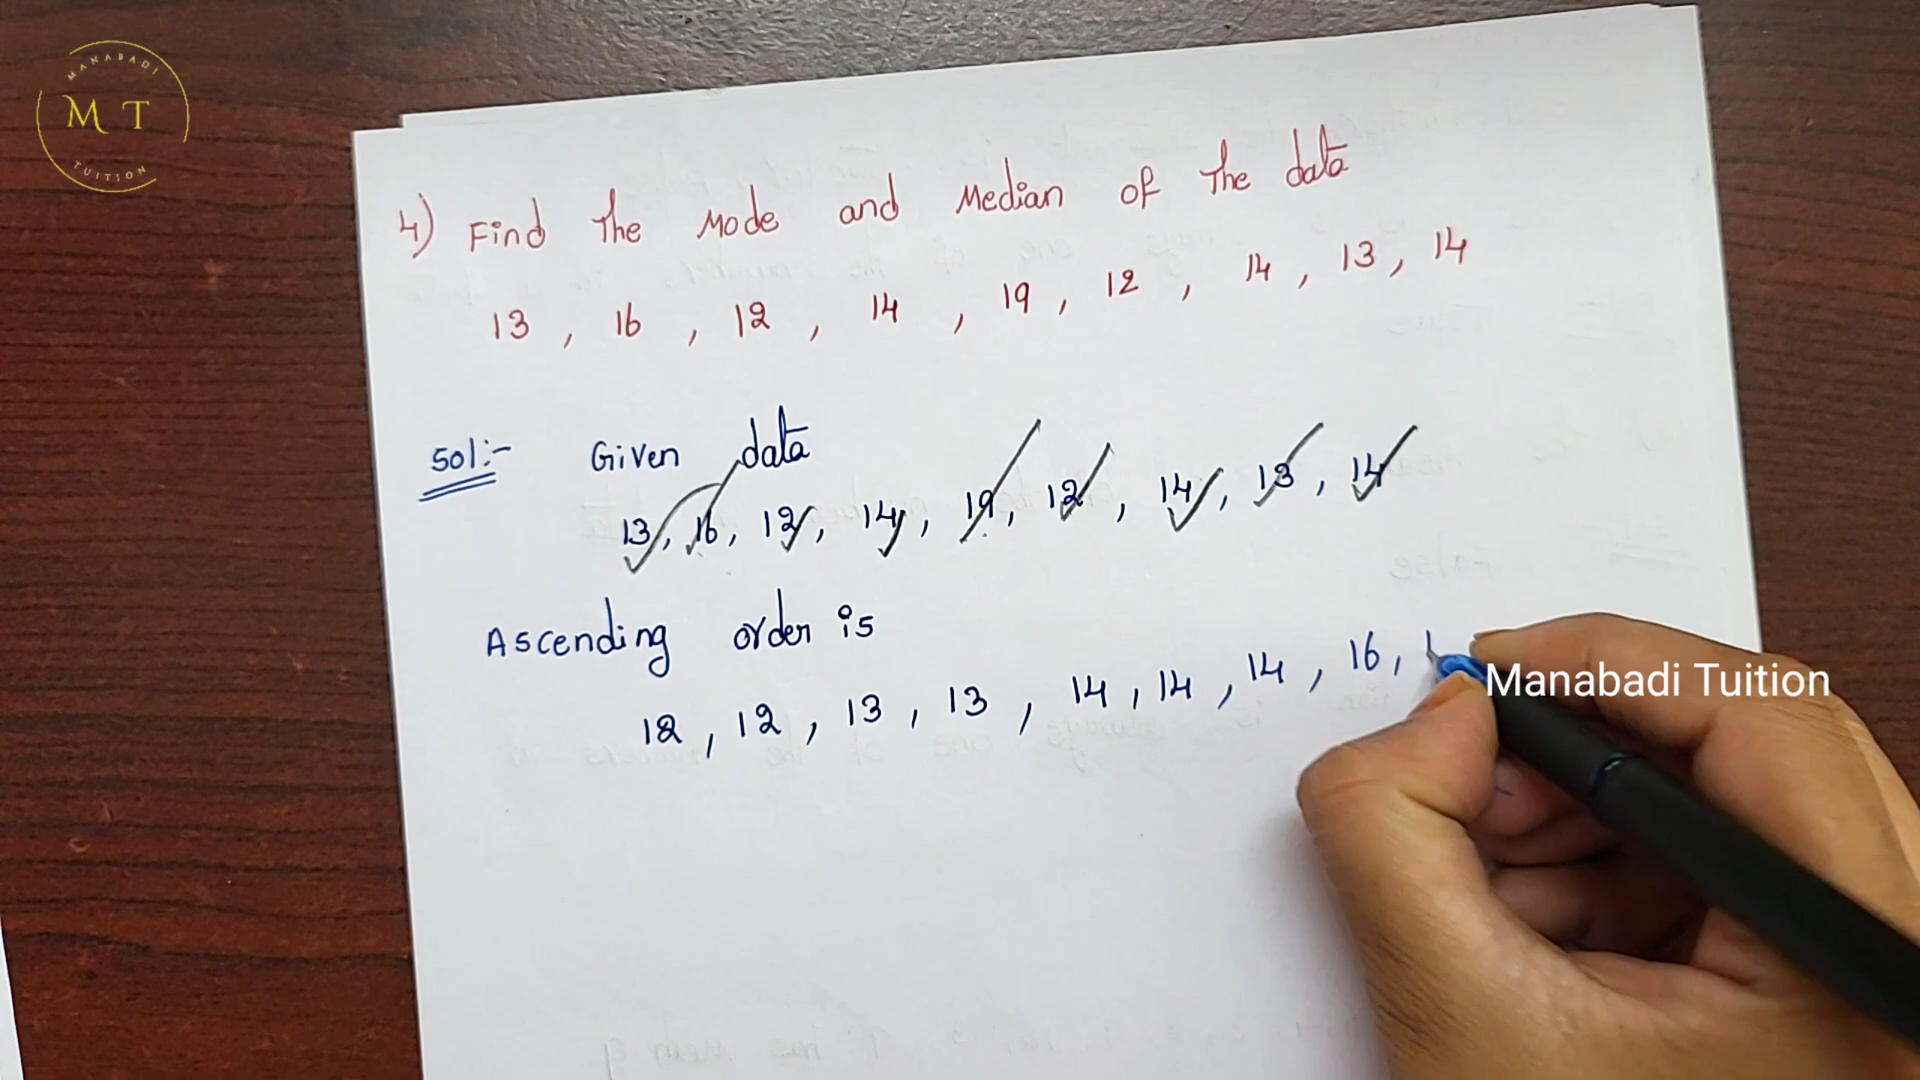 MANABADI
M T
TUITION
4) Find The Mode and Median of The data
13 , 16 , 12 , 14 , 19 , 12 , 14 , 13 , 14
Sol:- Given data
13, 16, 12, 14, 19, 12, 14, 13, 14
Ascending order is
12, 12, 13, 13, 14, 14, 14, 16, 1
Manabadi Tuition